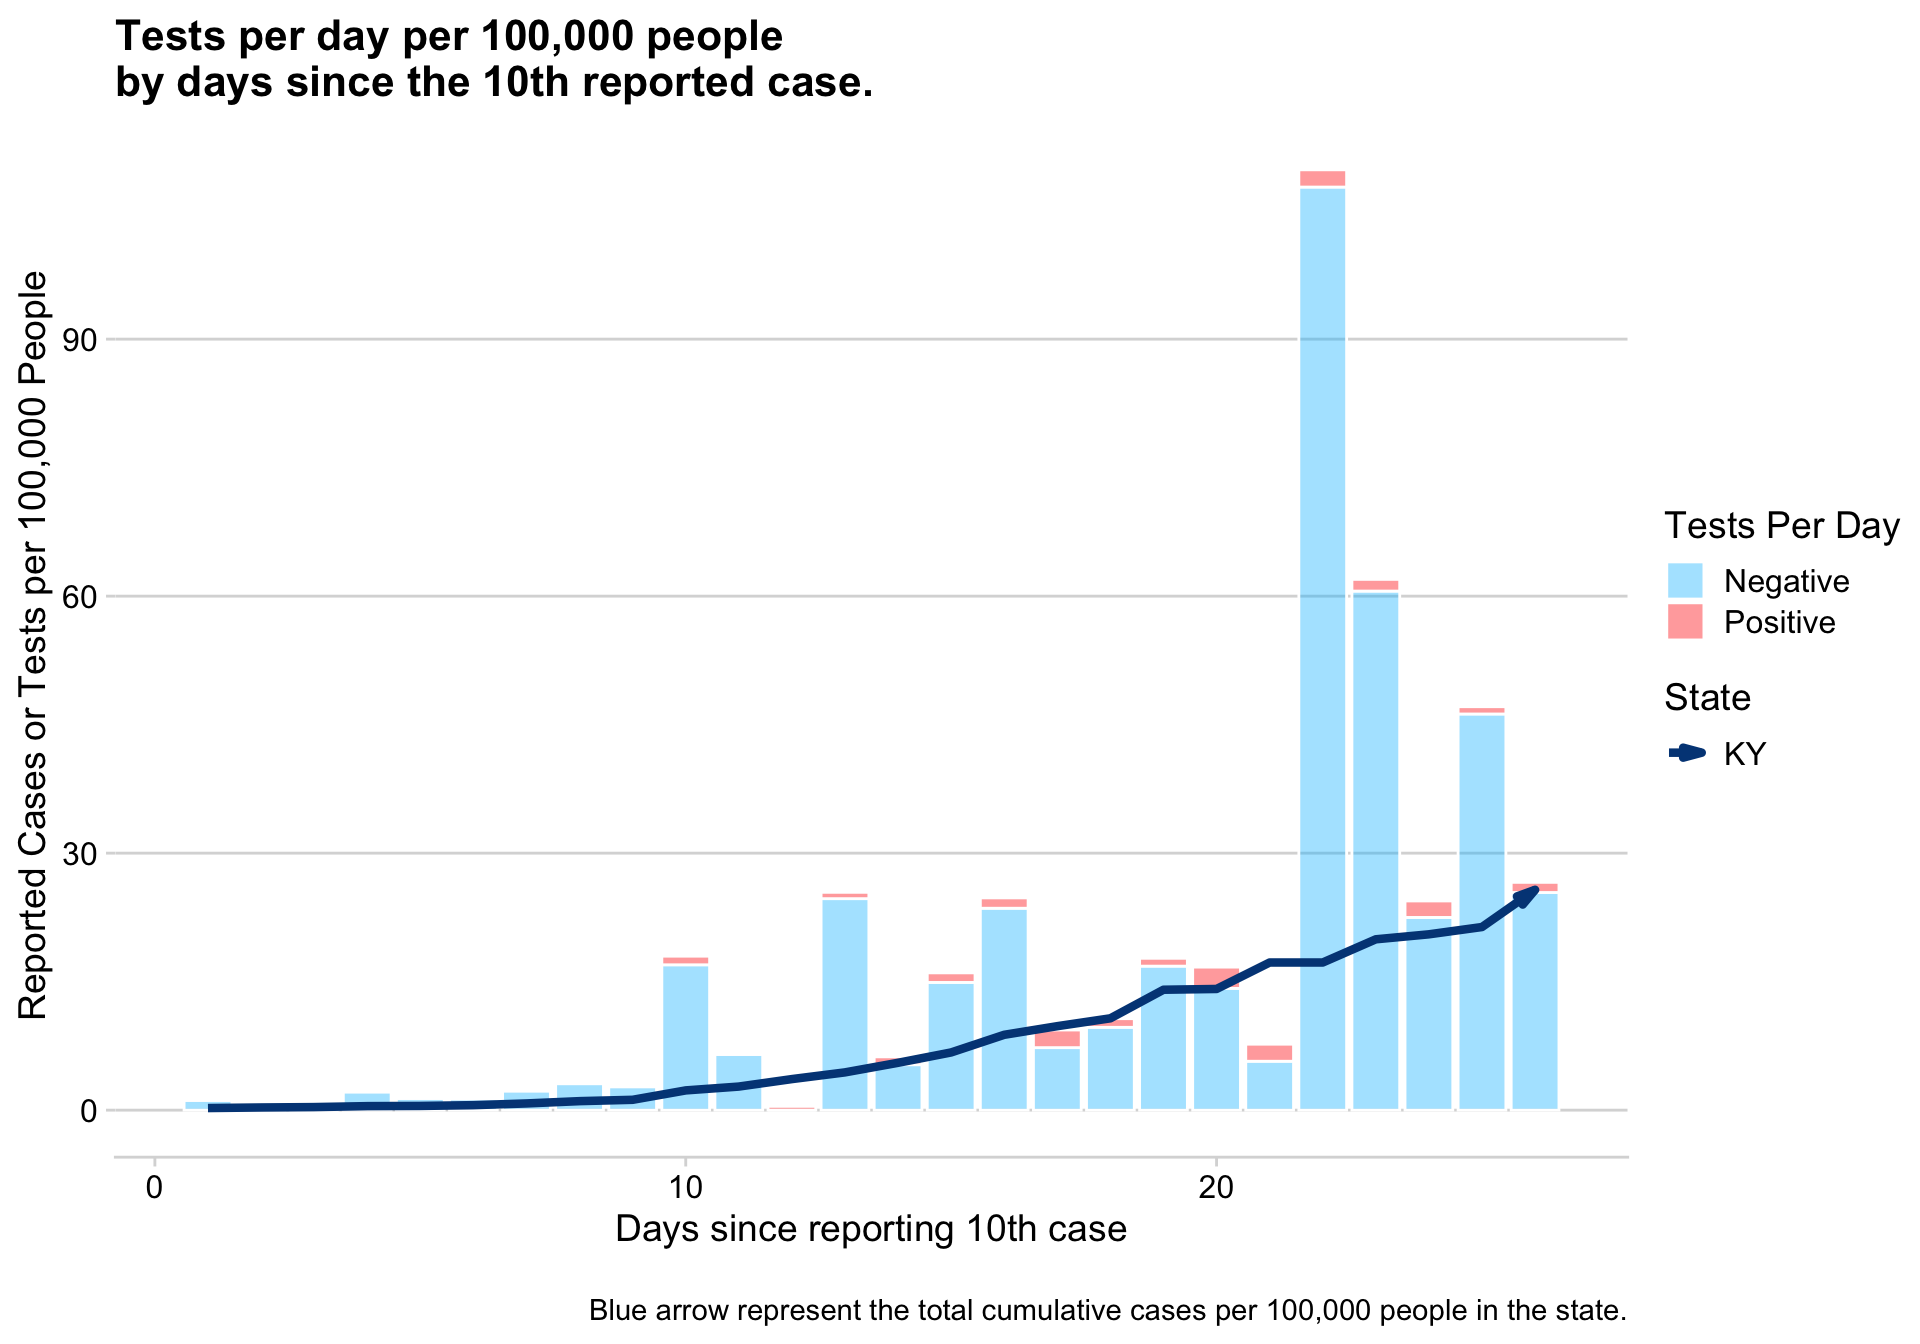 Tests per day per 100,000 people
by days since the 10th reported case.
Reported Cases or Tests per 100,000 People
90
60
30
0
0 10 20
Days since reporting 10th case
Tests Per Day
Negative
Positive
State
KY
Blue arrow represent the total cumulative cases per 100,000 people in the state.